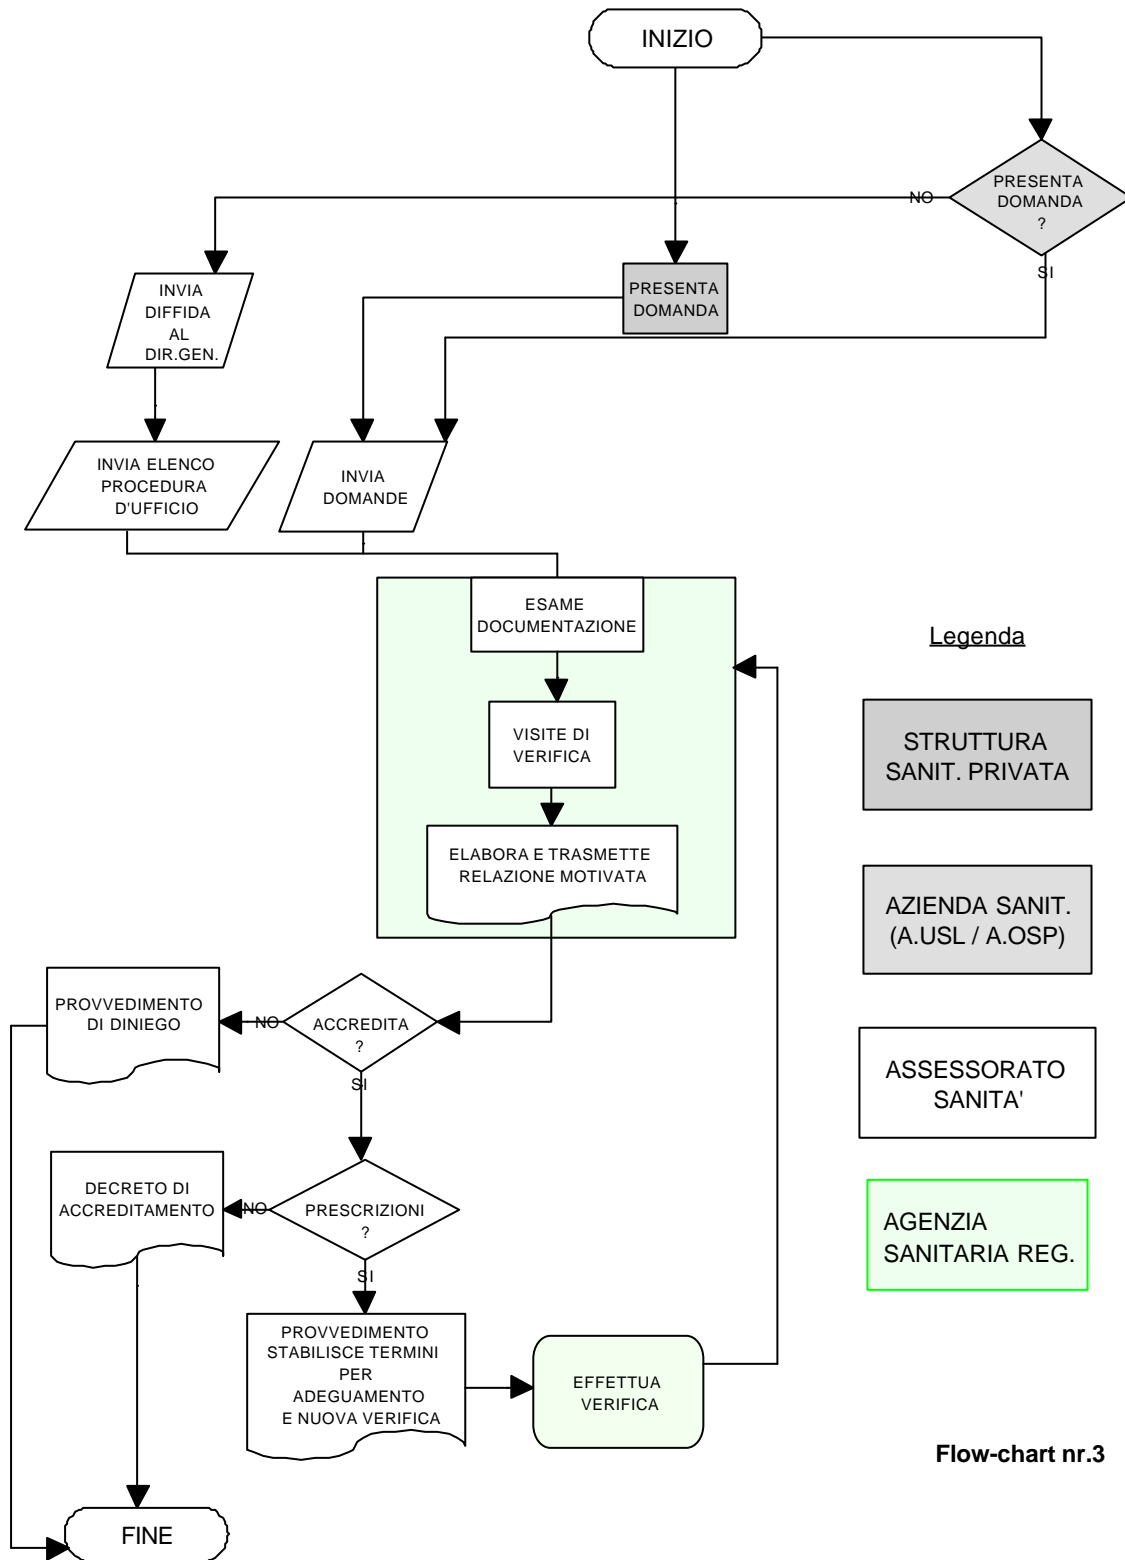 INIZIO
PRESENTA
DOMANDA
?
NO
SI
PRESENTA
DOMANDA
INVIA
DIFFIDA
AL
DIR.GEN.
INVIA ELENCO
PROCEDURA
D'UFFICIO
INVIA
DOMANDE
ESAME
DOCUMENTAZIONE
VISITE DI
VERIFICA
ELABORA E TRASMETTE
RELAZIONE MOTIVATA
Legenda
STRUTTURA
SANIT. PRIVATA
AZIENDA SANIT.
(A.USL / A.OSP)
ASSESSORATO
SANITA'
AGENZIA
SANITARIA REG.
PROVVEDIMENTO
DI DINIEGO
NO
ACCREDITA
?
SI
DECRETO DI
ACCREDITAMENTO
NO
PRESCRIZIONI
?
SI
PROVVEDIMENTO
STABILISCE TERMINI
PER
ADEGUAMENTO
E NUOVA VERIFICA
EFFETTUA
VERIFICA
Flow-chart nr.3
FINE